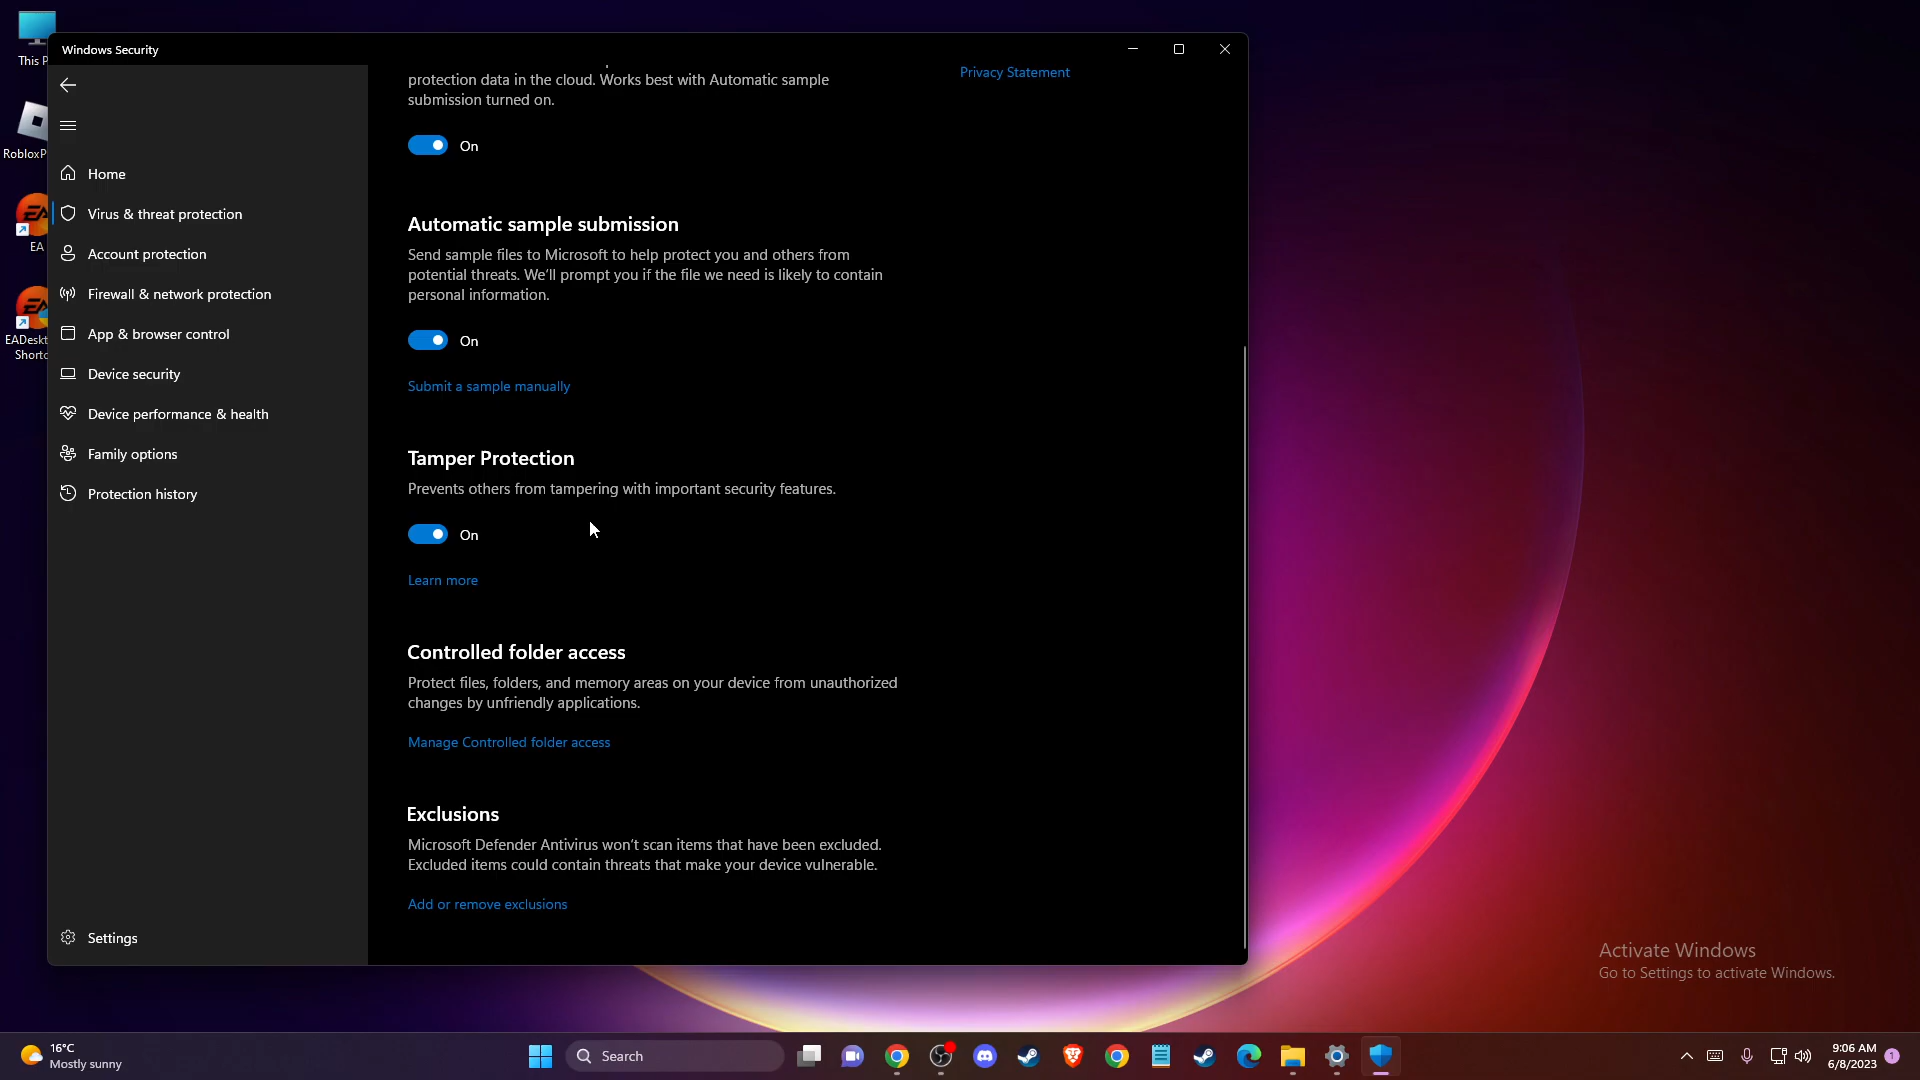 This P
RobloxP
EA
EADeskt
Shortc
Windows Security
Home
Virus & threat protection
Account protection
Firewall & network protection
App & browser control
Device security
Device performance & health
Family options
Protection history
Settings
protection data in the cloud. Works best with Automatic sample
submission turned on.
On
Privacy Statement
Automatic sample submission
Send sample files to Microsoft to help protect you and others from
potential threats. We'll prompt you if the file we need is likely to contain
personal information.
On
Submit a sample manually
Tamper Protection
Prevents others from tampering with important security features.
On
Learn more
Controlled folder access
Protect files, folders, and memory areas on your device from unauthorized
changes by unfriendly applications.
Manage Controlled folder access
Exclusions
Microsoft Defender Antivirus won't scan items that have been excluded.
Excluded items could contain threats that make your device vulnerable.
Add or remove exclusions
Activate Windows
Go to Settings to activate Windows.
16°C
Mostly sunny
Search
9:06 AM
6/8/2023
1